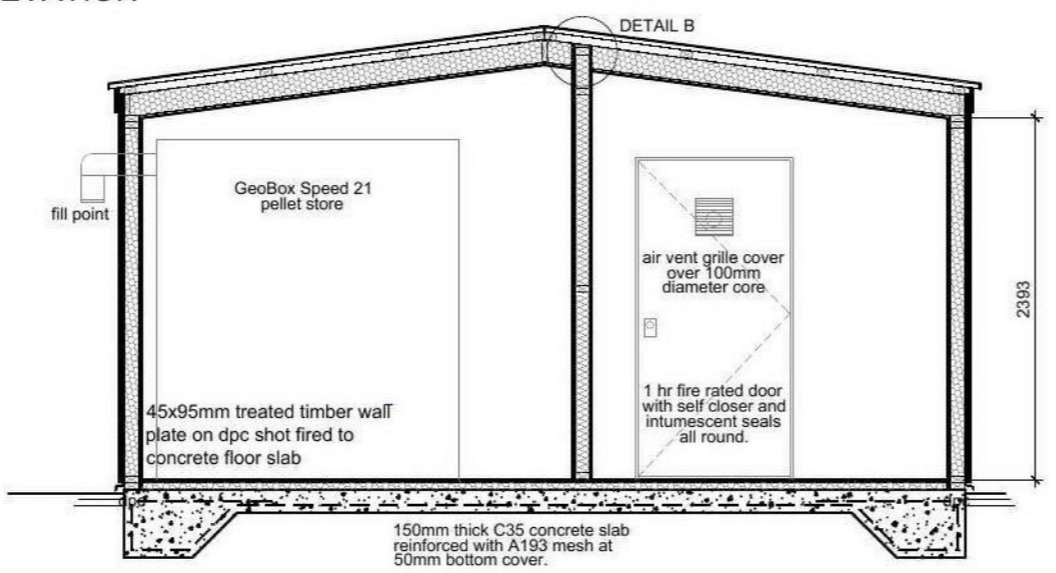 DETAIL B
GeoBox Speed 21
pellet store
fill point
air vent grille cover
over 100mm
diameter core
2393
1 hr fire rated door
with self closer and
intumescent seals
all round.
45x95mm treated timber wall
plate on dpc shot fired to
concrete floor slab
150mm thick C35 concrete slab
reinforced with A193 mesh at
50mm bottom cover.